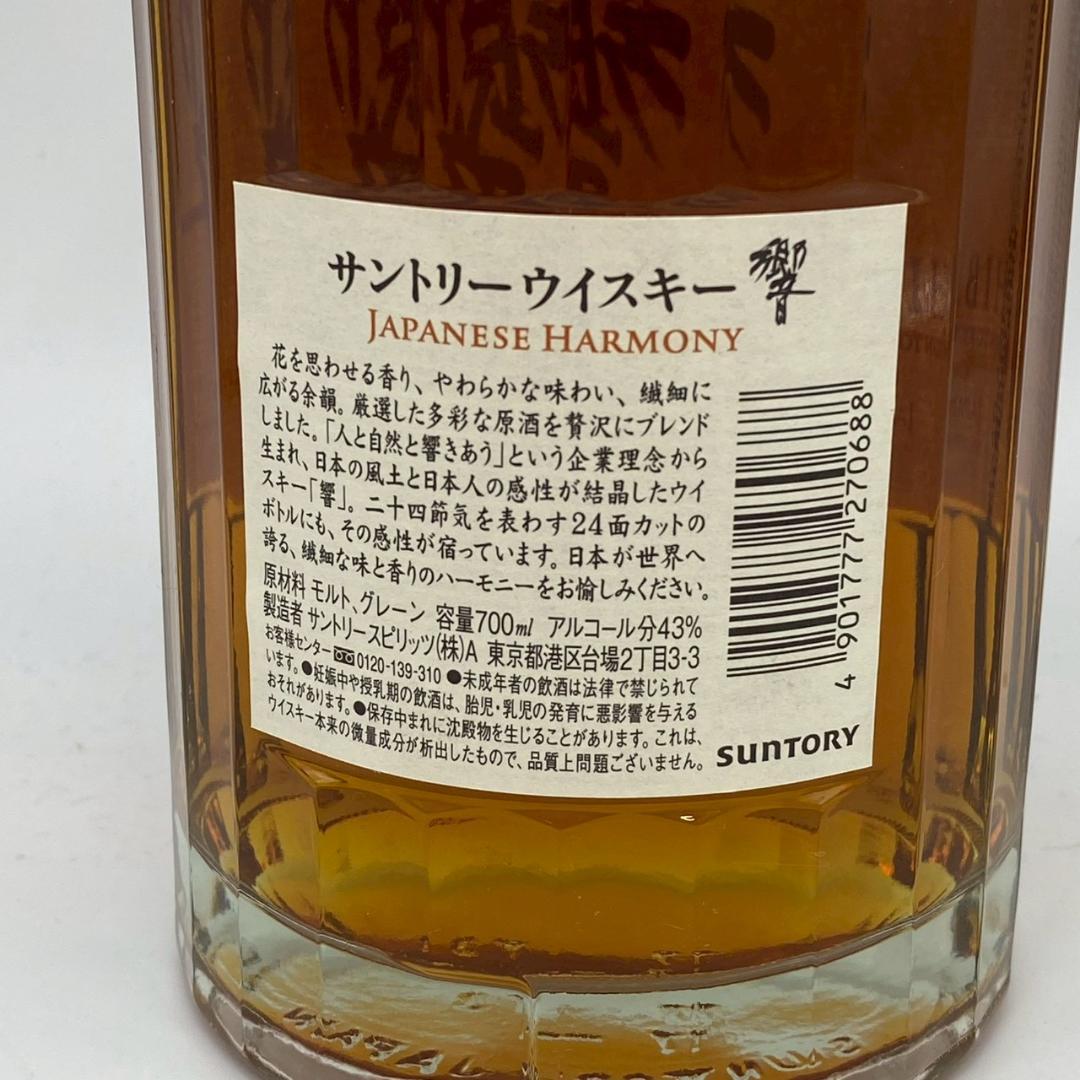 サントリーウイスキー 響
JAPANESE HARMONY
花を思わせる香り、やわらかな味わい、繊細に
広がる余韻。厳選した多彩な原酒を贅沢にブレンド
しました。「人と自然と響きあう」という企業理念から
生まれ、日本の風土と日本人の感性が結晶したウイ
スキー「響」。二十四節気を表わす24面カットの
ボトルにも、その感性が宿っています。日本が世界へ
誇る、繊細な味と香りのハーモニーをお愉しみください。
原材料 モルト、グレーン 容量700ml アルコール分43%
製造者 サントリースピリッツ(株)A 東京都港区台場2丁目3-3
お客様センター 0120-139-310 ●未成年者の飲酒は法律で禁じられて
います。●妊娠中や授乳期の飲酒は、胎児・乳児の発育に悪影響を与える
おそれがあります。●保存中まれに沈殿物を生じることがあります。これは、
ウイスキー本来の微量成分が析出したもので、品質上問題ございません。
4 901777 270688
SUNTORY